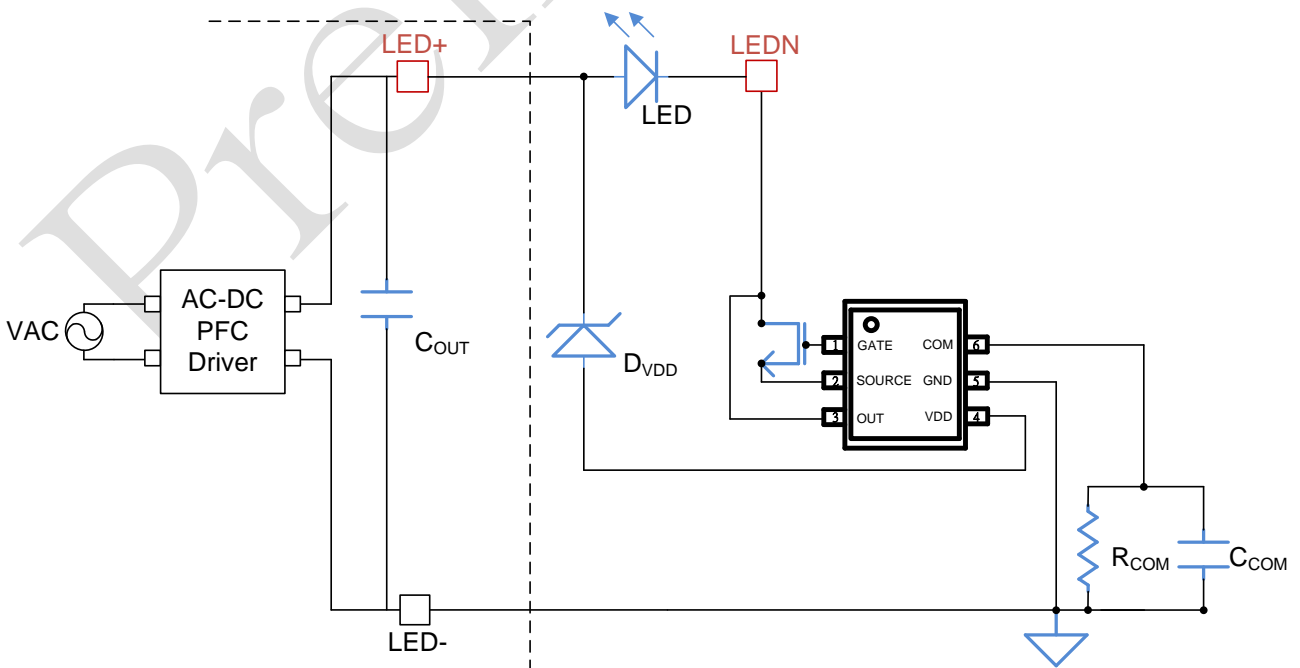 LED+
LEDN
LED
VAC
AC-DC
PFC
Driver
COUT
DVDD
1 GATE COM 6
2 SOURCE GND 5
3 OUT VDD 4
RCOM
CCOM
LED-